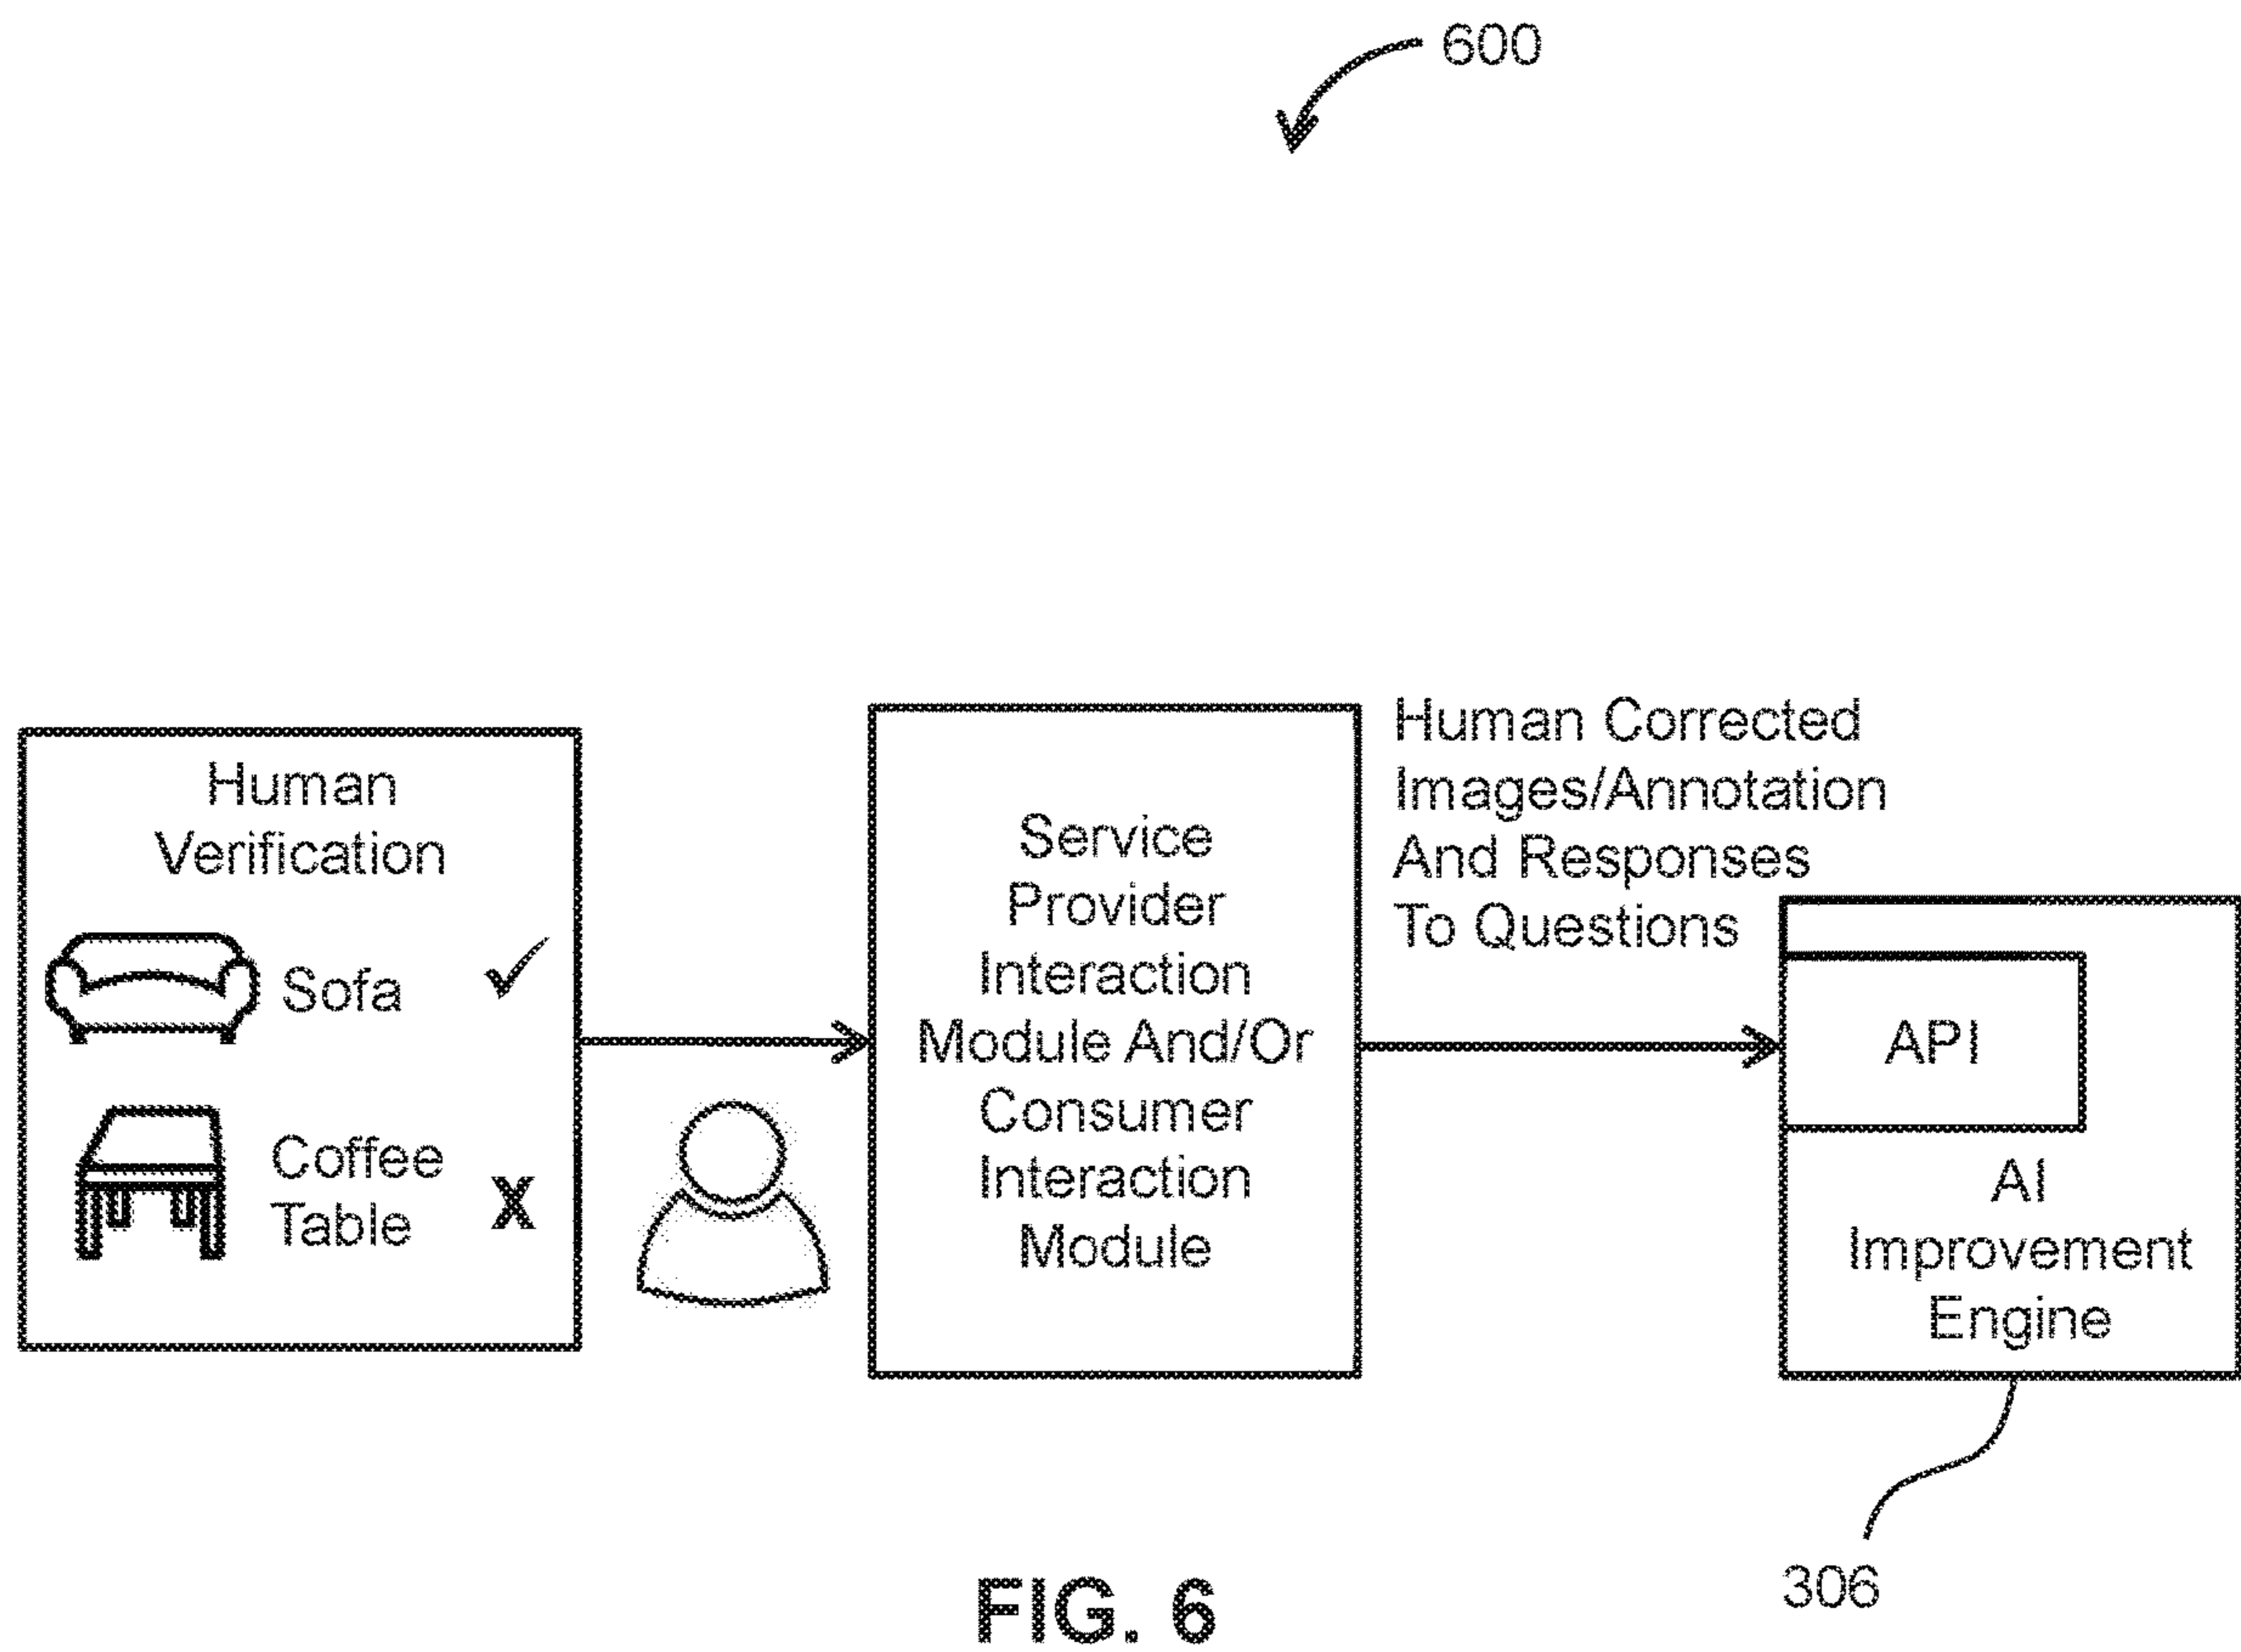 600
Human
Verification
Sofa
Coffee
Table
X
Service
Provider
Interaction
Module And/Or
Consumer
Interaction
Module
Human Corrected
Images/Annotation
And Responses
To Questions
API
AI
Improvement
Engine
306
FIG. 6